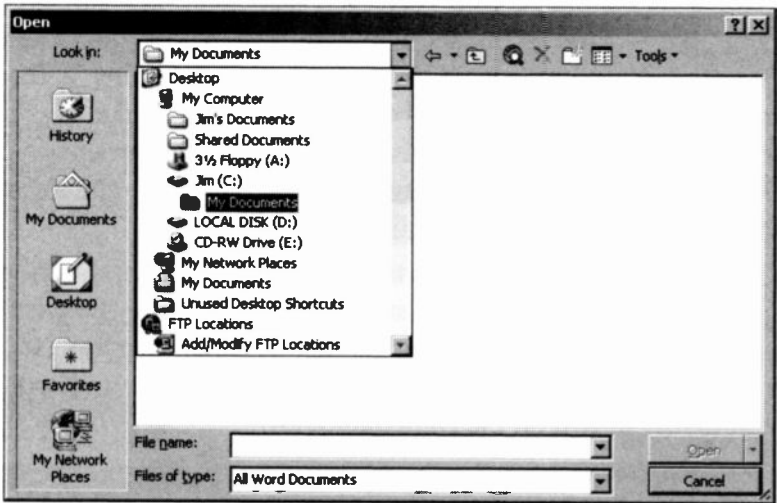 Open
Look in: My Documents Tools
Desktop
My Computer
Jim's Documents
Shared Documents
3½ Floppy (A:)
Jim (C:)
My Documents
LOCAL DISK (D:)
CD-RW Drive (E:)
My Network Places
My Documents
Unused Desktop Shortcuts
FTP Locations
Add/Modify FTP Locations
History
My Documents
Desktop
Favorites
My Network
Places
File name: Open
Files of type: All Word Documents Cancel